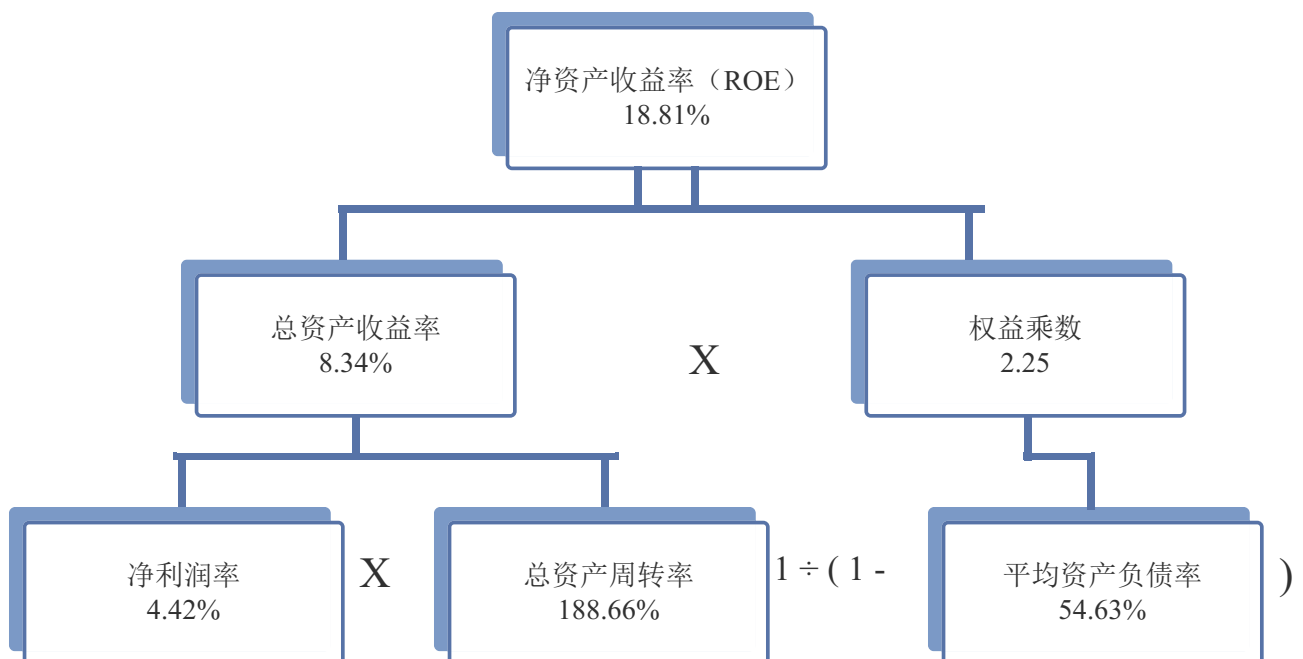 净资产收益率（ROE）
18.81%
总资产收益率
8.34%
X
权益乘数
2.25
净利润率
4.42%
X
总资产周转率
188.66%
1 ÷ ( 1 -
平均资产负债率
54.63%
)